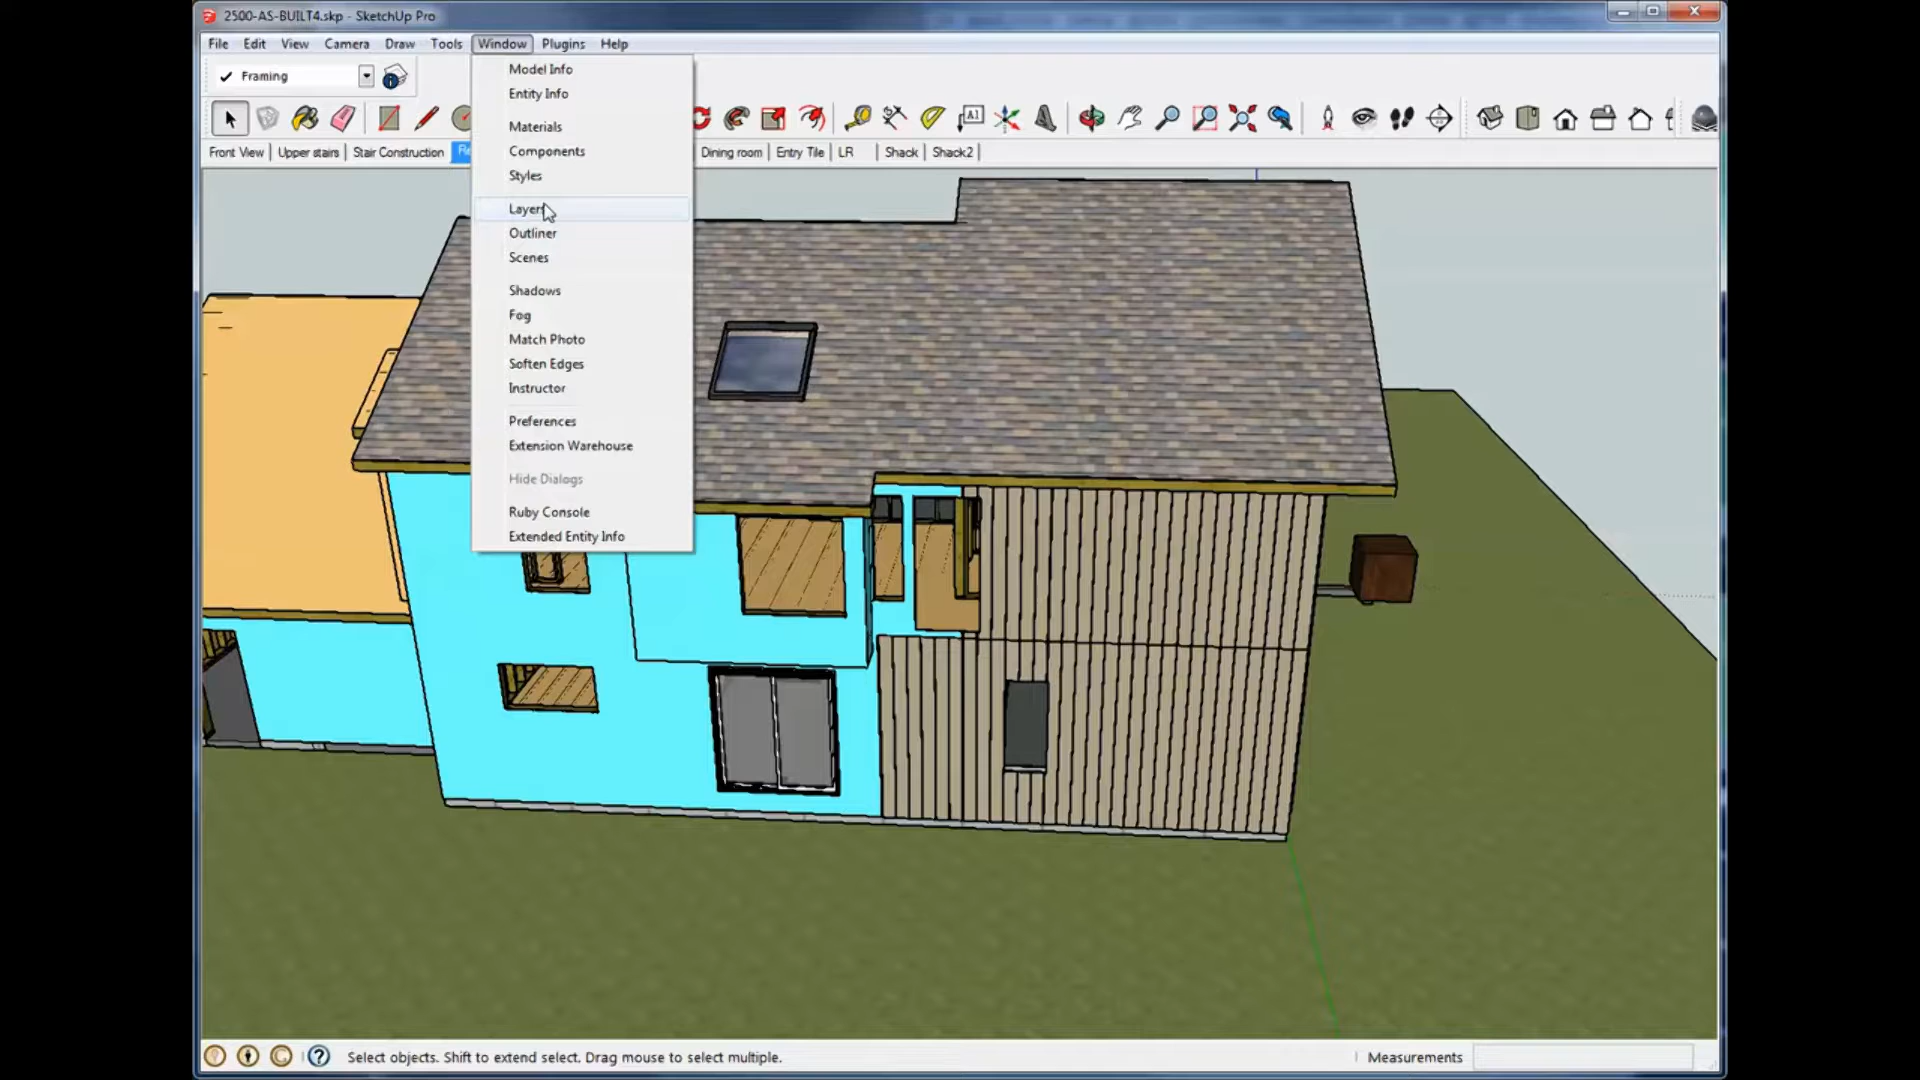 2500-AS-BUILT4.skp - SketchUp Pro
File Edit View Camera Draw Tools Window Plugins Help
Framing
Model Info
Entity Info
Materials
Components
Styles
Layers
Outliner
Scenes
Shadows
Fog
Match Photo
Soften Edges
Instructor
Preferences
Extension Warehouse
Hide Dialogs
Ruby Console
Extended Entity Info
A1
Front View Upper stairs Stair Construction Dining room Entry Tile LR Shack Shack2
Select objects. Shift to extend select. Drag mouse to select multiple.
Measurements